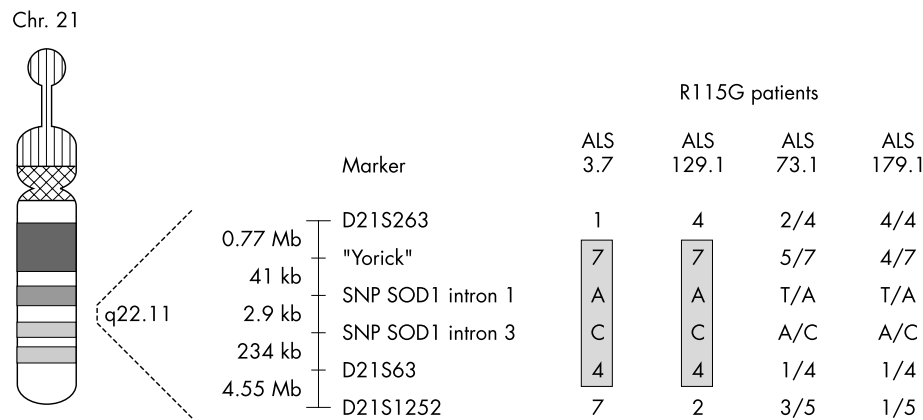 Chr. 21
R115G patients
ALS ALS ALS ALS
Marker 3.7 129.1 73.1 179.1
D21S263 1 4 2/4 4/4
0.77 Mb
"Yorick" 7 7 5/7 4/7
41 kb
SNP SOD1 intron 1 A A T/A T/A
q22.11 2.9 kb
SNP SOD1 intron 3 C C A/C A/C
234 kb
D21S63 4 4 1/4 1/4
4.55 Mb
D21S1252 7 2 3/5 1/5